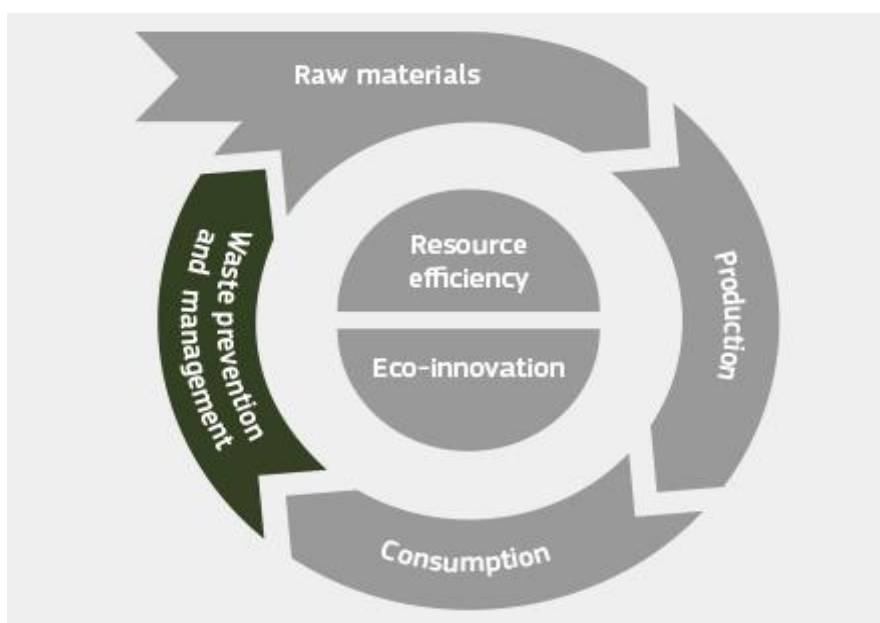 Raw materials
Production
Consumption
Waste prevention
and management
Resource
efficiency
Eco-innovation